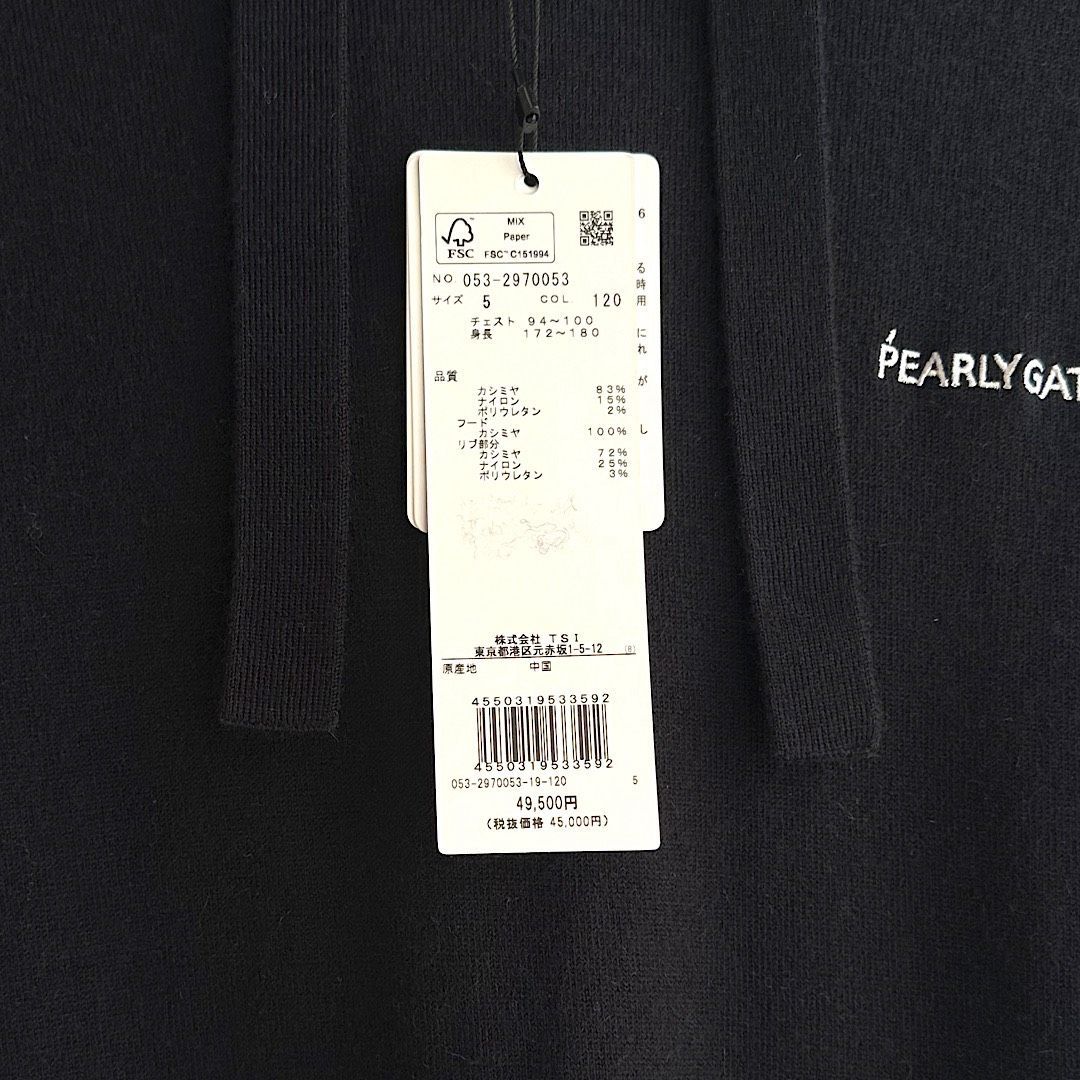 MIX
Paper
FSC™ C151994
FSC
NO. 053-2970053
サイズ 5 COL. 120
チェスト 94～100
身長 172～180
品質
カシミヤ 83%
ナイロン 15%
ポリウレタン 2%
フード
カシミヤ 100%
リブ部分
カシミヤ 72%
ナイロン 25%
ポリウレタン 3%
株式会社 TSI
東京都港区元赤坂1-5-12 (8)
原産地 中国
4550319533592
4550319533592
053-2970053-19-120 5
49,500円
(税抜価格 45,000円)
6
る
時
用
に
れ
が
し
PEARLY GAT